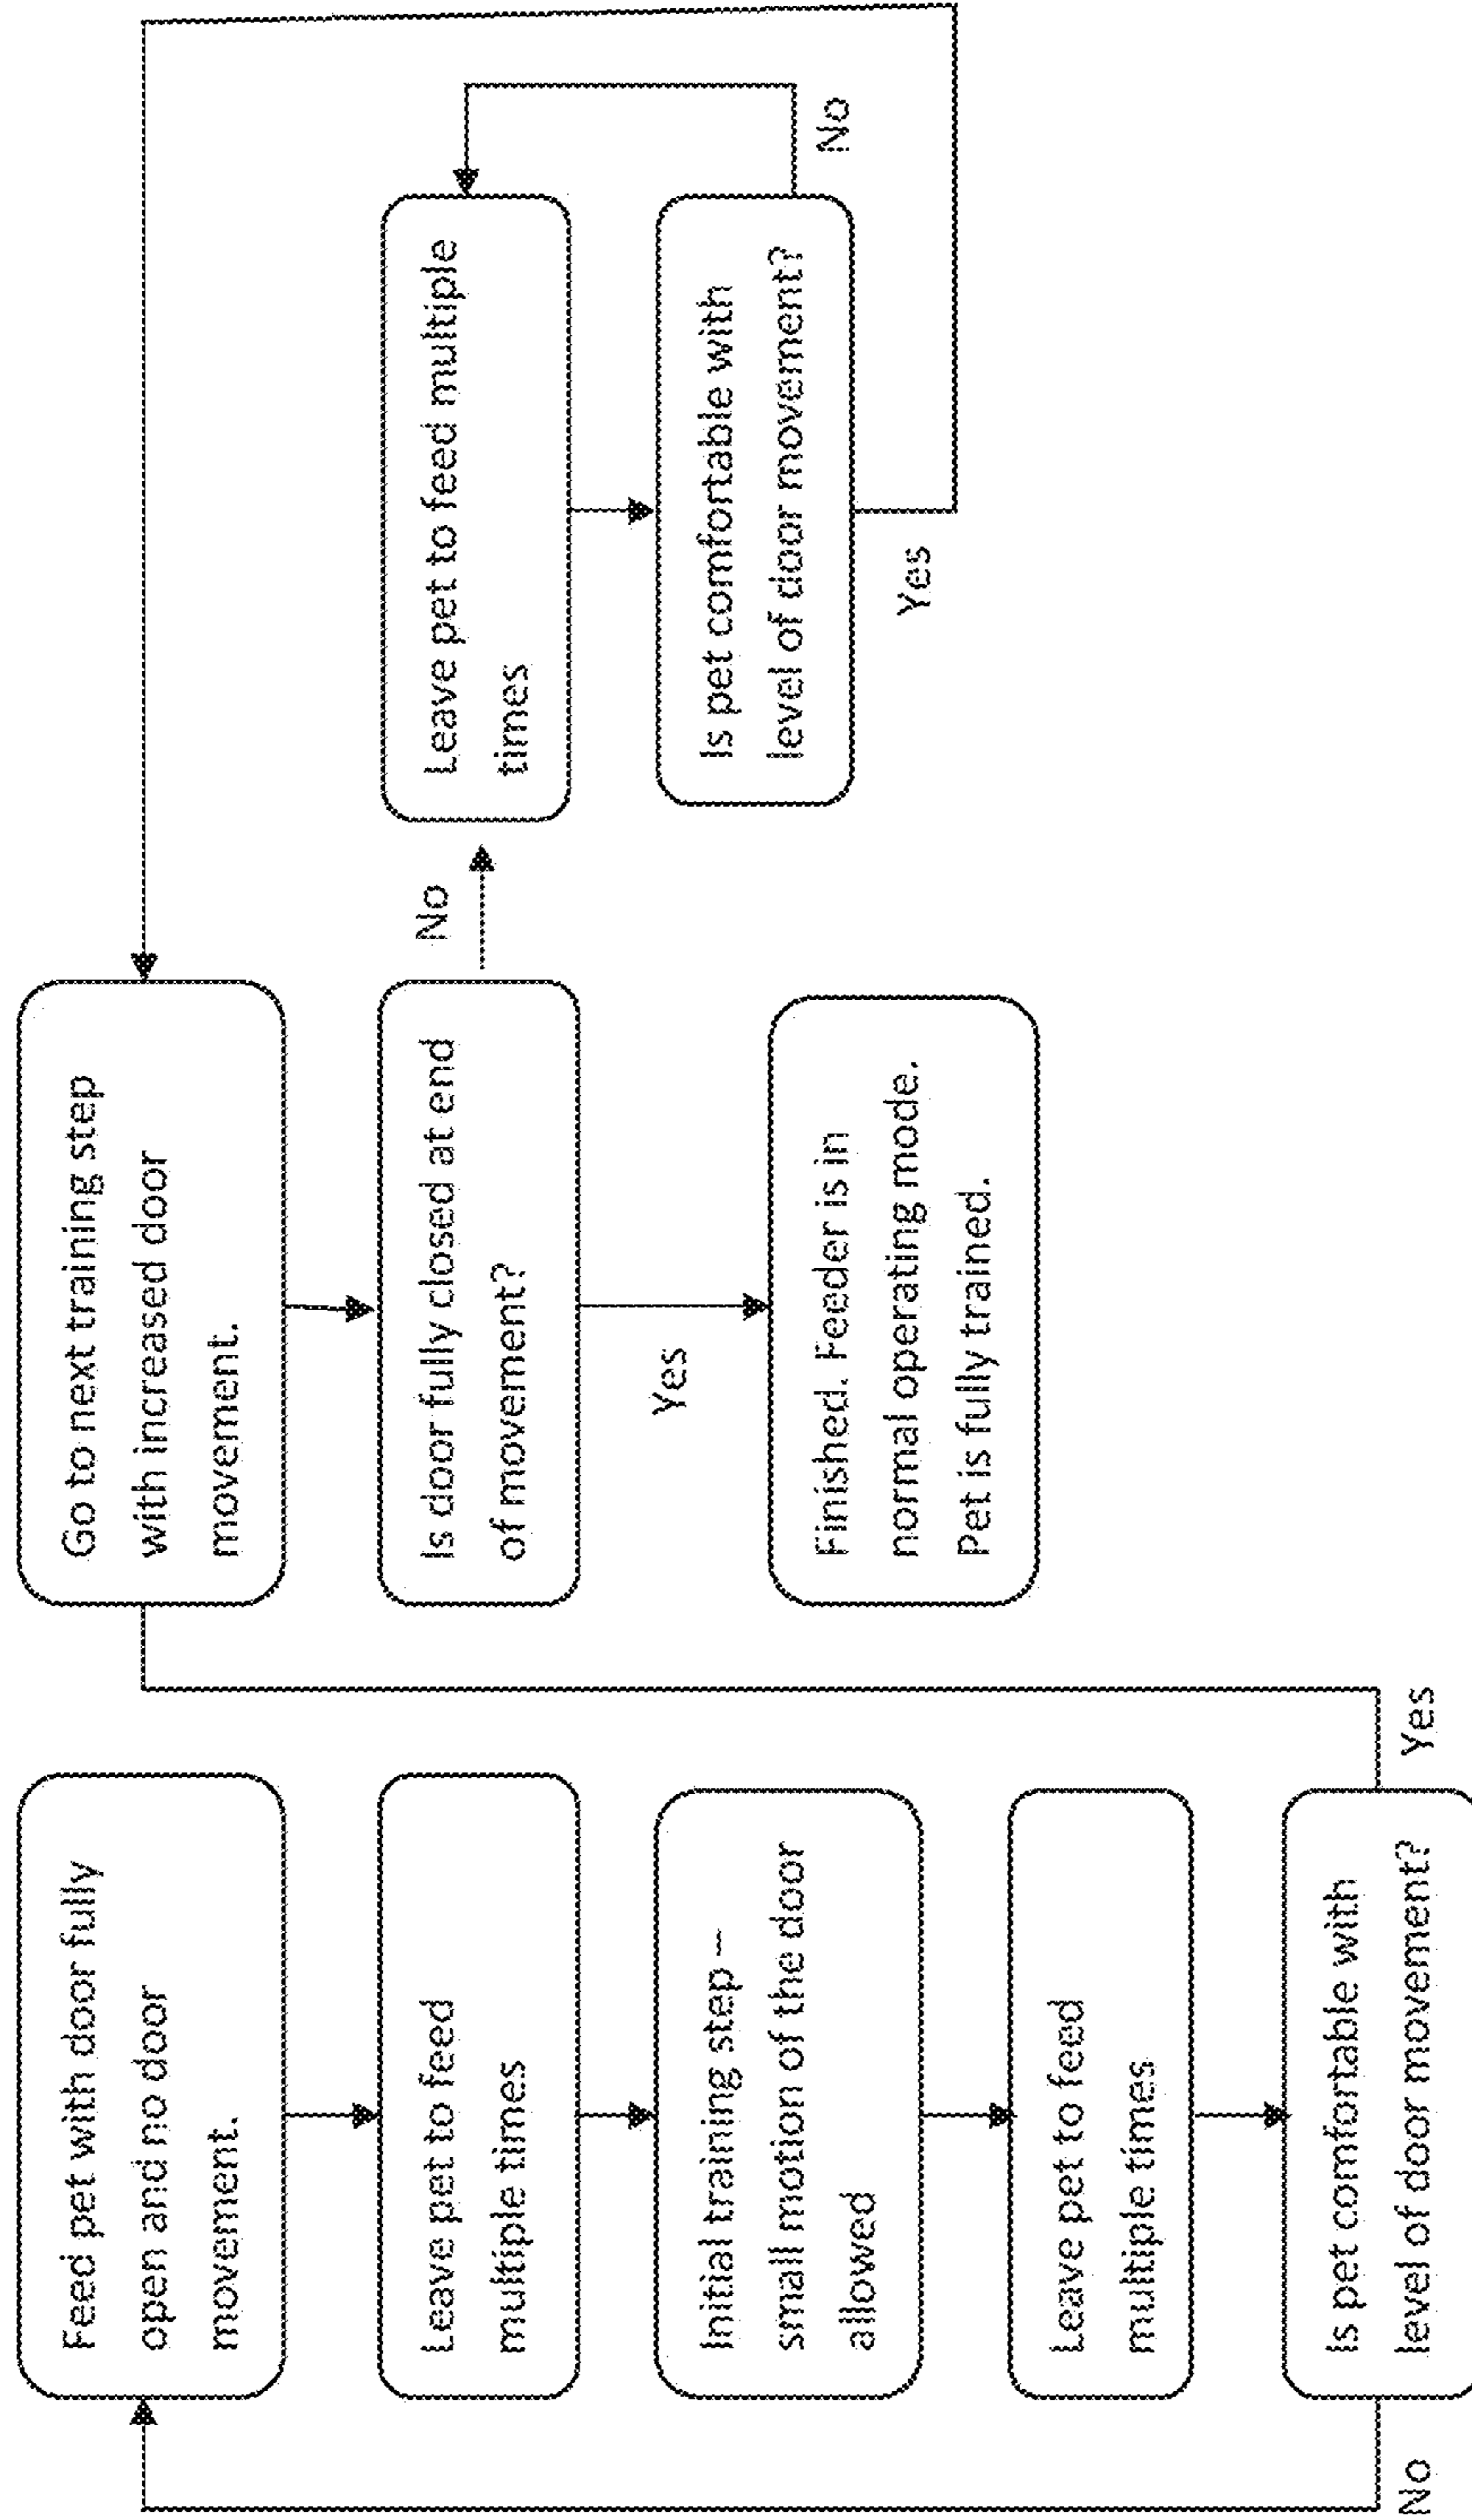 Feed pet with door fully
open and no door
movement.
Leave pet to feed
multiple times
Initial training step –
small motion of the door
allowed
Leave pet to feed
multiple times
Is pet comfortable with
level of door movement?
No
Yes
Go to next training step
with increased door
movement.
Is door fully closed at end
of movement?
No
Yes
Finished. Feeder is in
normal operating mode.
Pet is fully trained.
Leave pet to feed multiple
times
Is pet comfortable with
level of door movement?
No
Yes